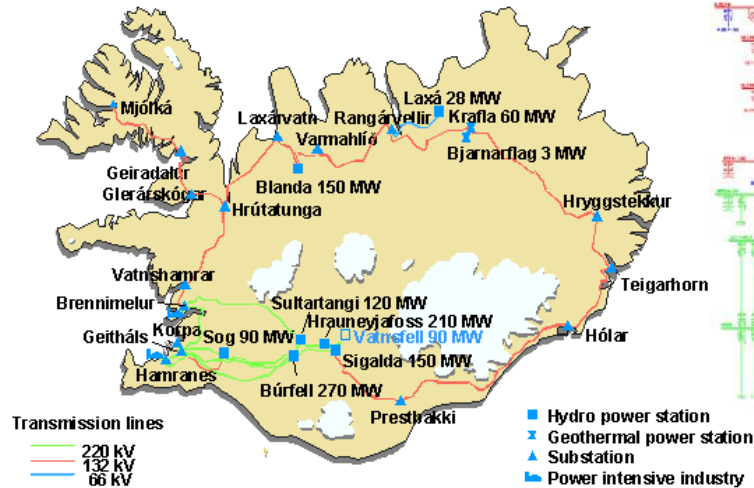 Mjólká
Laxá 28 MW
Laxárvatn
Rangárvellir
Krafla 60 MW
Varmahlíð
Bjarnarflag 3 MW
Geiradalur
Blanda 150 MW
Glerárskógar
Hrútatunga
Hryggstekkur
Vatnshamrar
Teigarhorn
Brennimelur
Sultartangi 120 MW
Hrauneyjafoss 210 MW
Korpa
Geitháls
Sog 90 MW
Vatnsfell 90 MW
Hólar
Sigalda 150 MW
Hamranes
Búrfell 270 MW
Prestbakki
Transmission lines
220 kV
132 kV
66 kV
Hydro power station
Geothermal power station
Substation
Power intensive industry